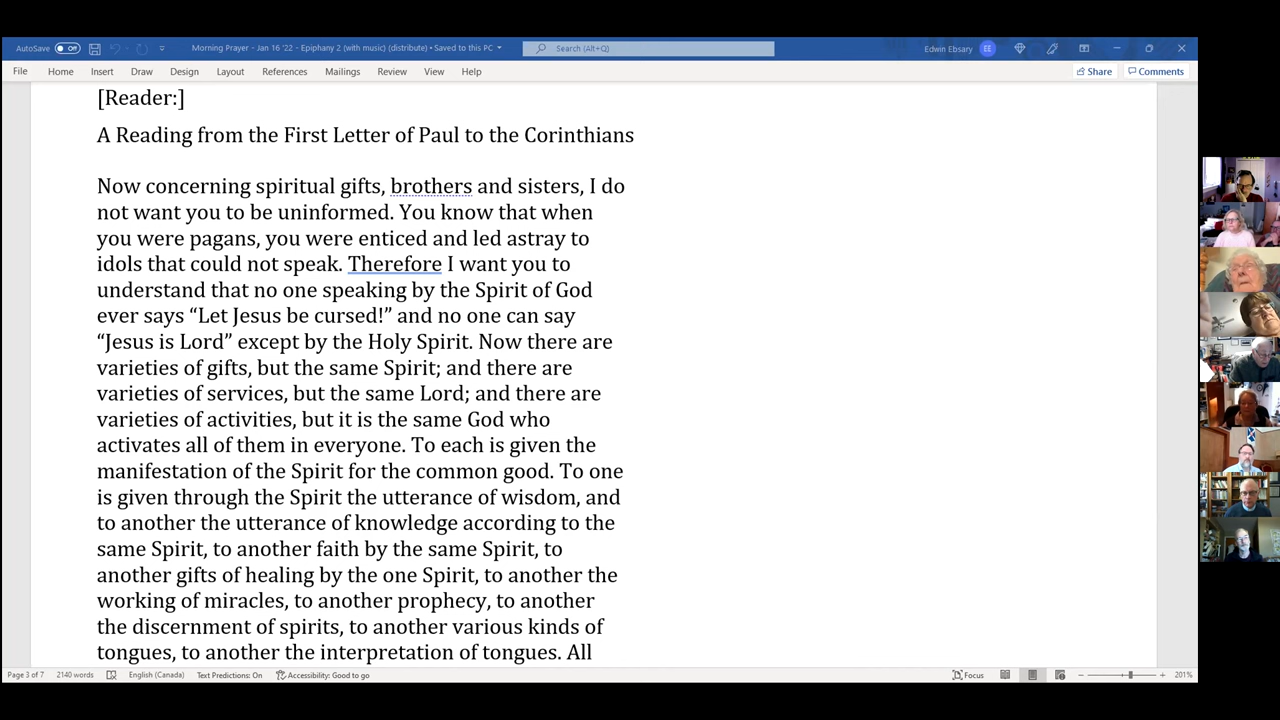 AutoSave Off
Morning Prayer - Jan 16 '22 - Epiphany 2 (with music) (distribute) • Saved to this PC
Search (Alt+Q)
Edwin Ebsary EE
File Home Insert Draw Design Layout References Mailings Review View Help
Share Comments
[Reader:]
A Reading from the First Letter of Paul to the Corinthians
Now concerning spiritual gifts, brothers and sisters, I do
not want you to be uninformed. You know that when
you were pagans, you were enticed and led astray to
idols that could not speak. Therefore I want you to
understand that no one speaking by the Spirit of God
ever says “Let Jesus be cursed!” and no one can say
“Jesus is Lord” except by the Holy Spirit. Now there are
varieties of gifts, but the same Spirit; and there are
varieties of services, but the same Lord; and there are
varieties of activities, but it is the same God who
activates all of them in everyone. To each is given the
manifestation of the Spirit for the common good. To one
is given through the Spirit the utterance of wisdom, and
to another the utterance of knowledge according to the
same Spirit, to another faith by the same Spirit, to
another gifts of healing by the one Spirit, to another the
working of miracles, to another prophecy, to another
the discernment of spirits, to another various kinds of
tongues, to another the interpretation of tongues. All
Page 3 of 7 2140 words English (Canada) Text Predictions: On Accessibility: Good to go Focus 201%